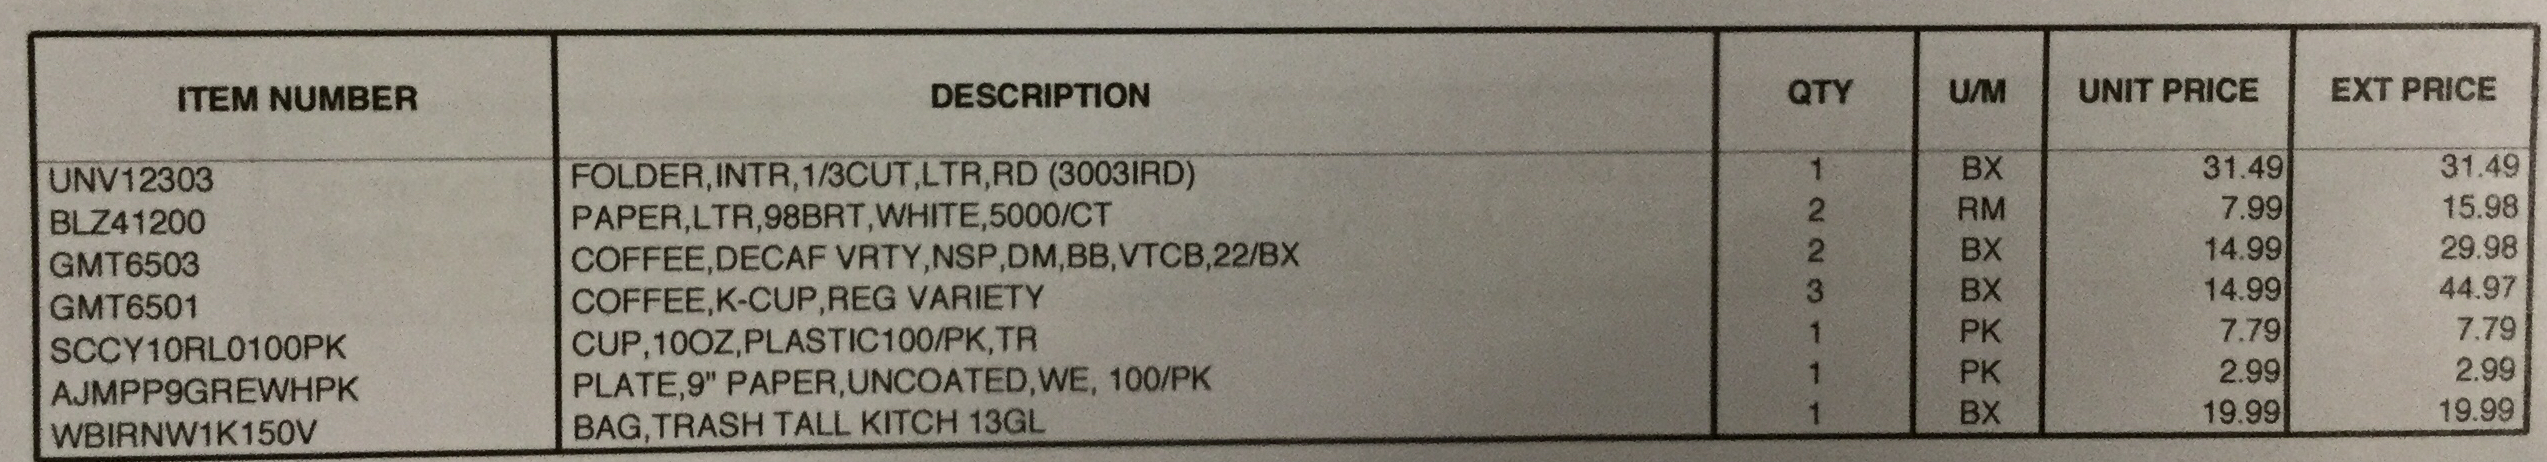 ITEM NUMBER DESCRIPTION QTY U/M UNIT PRICE EXT PRICE
UNV12303 FOLDER,INTR,1/3CUT,LTR,RD (3003IRD) 1 BX 31.49 31.49
BLZ41200 PAPER,LTR,98BRT,WHITE,5000/CT 2 RM 7.99 15.98
GMT6503 COFFEE,DECAF VRTY,NSP,DM,BB,VTCB,22/BX 2 BX 14.99 29.98
GMT6501 COFFEE,K-CUP,REG VARIETY 3 BX 14.99 44.97
SCCY10RL0100PK CUP,10OZ,PLASTIC100/PK,TR 1 PK 7.79 7.79
AJMPP9GREWHPK PLATE,9" PAPER,UNCOATED,WE, 100/PK 1 PK 2.99 2.99
WBIRNW1K150V BAG,TRASH TALL KITCH 13GL 1 BX 19.99 19.99